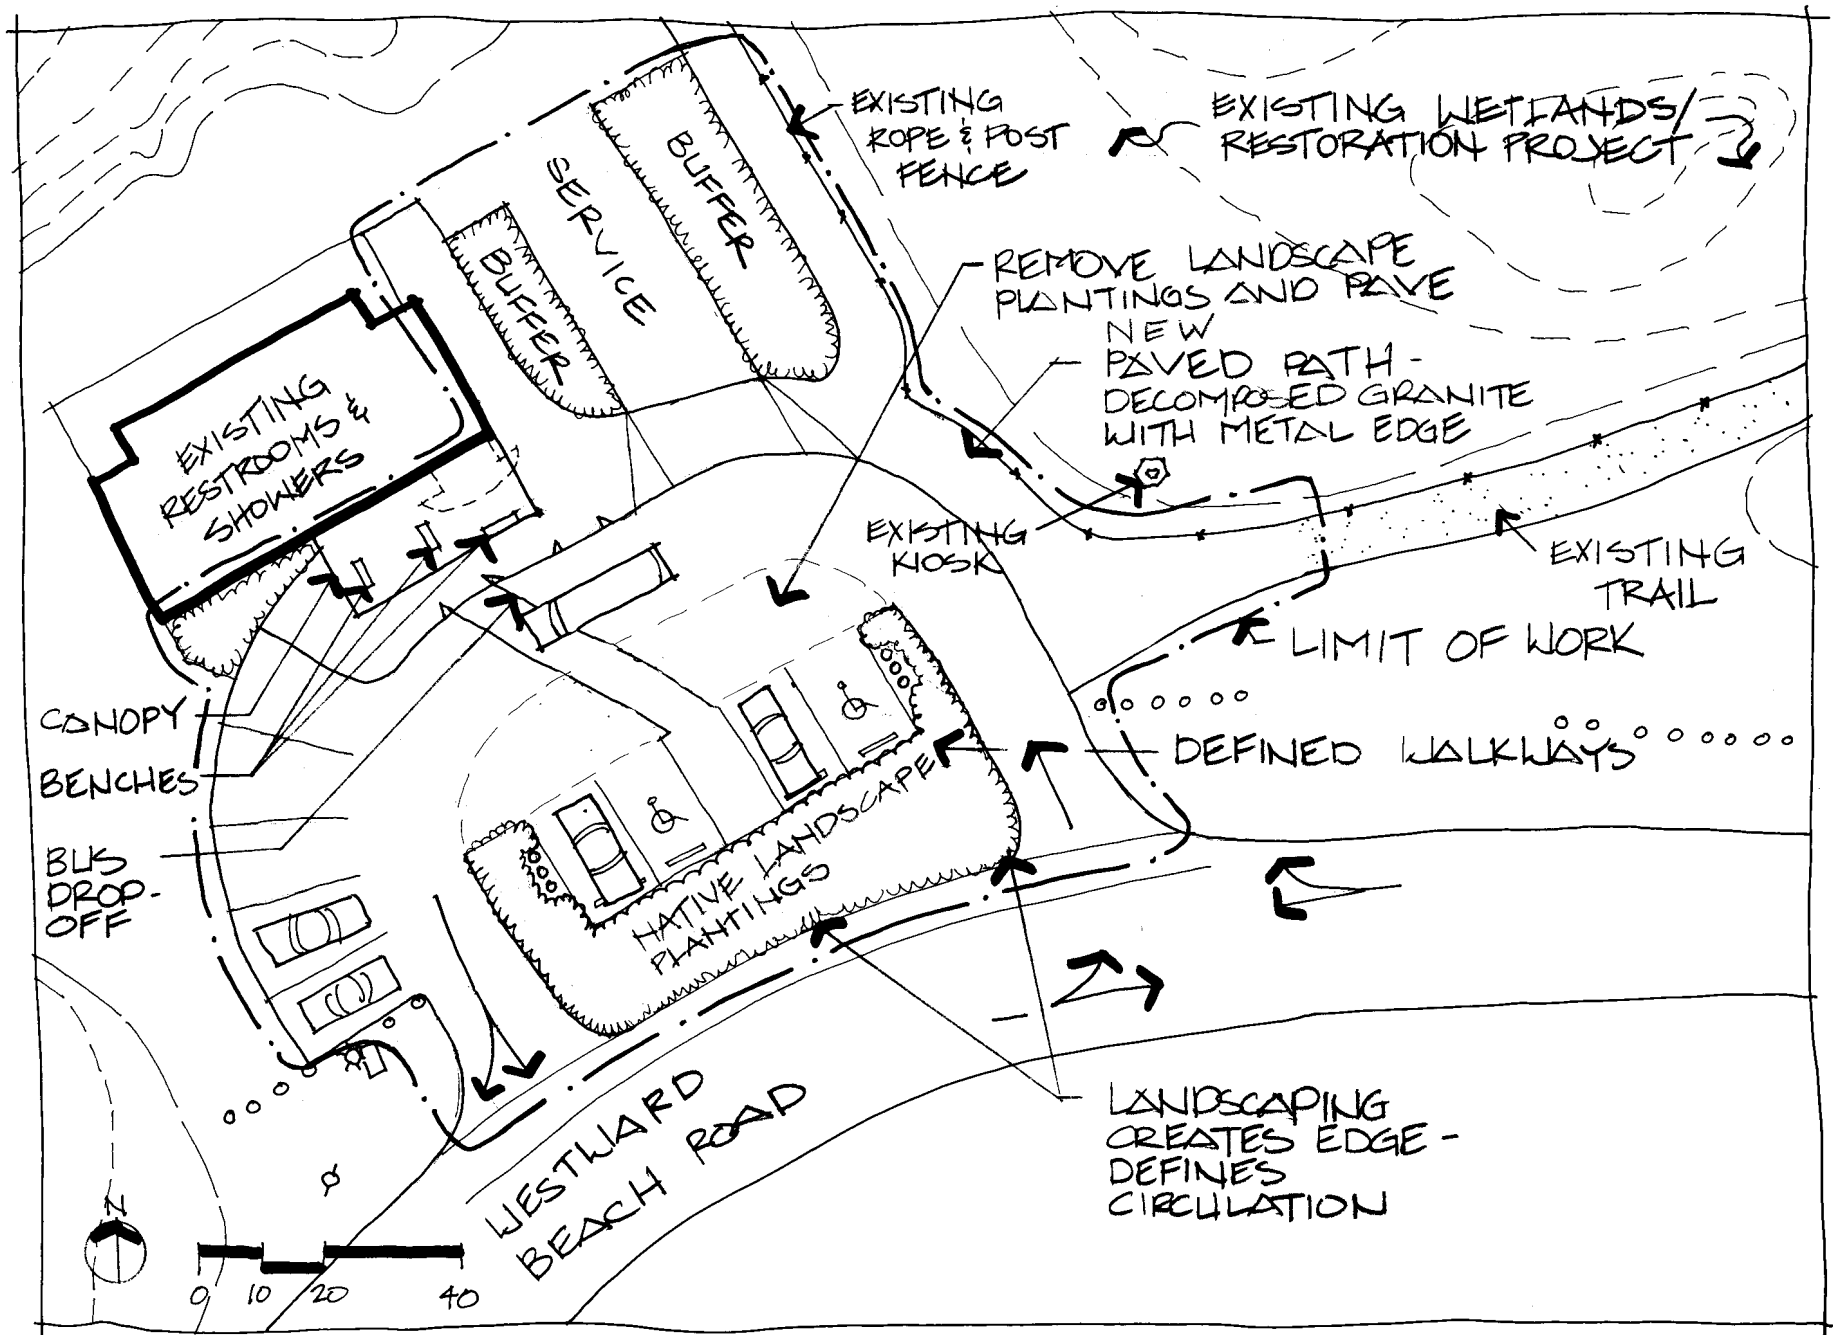 EXISTING
ROPE & POST
FENCE
EXISTING WETLANDS/
RESTORATION PROJECT
BUFFER
SERVICE
BUFFER
REMOVE LANDSCAPE
PLANTINGS AND PAVE
NEW
PAVED PATH -
DECOMPOSED GRANITE
WITH METAL EDGE
EXISTING
RESTROOMS &
SHOWERS
EXISTING
KIOSK
EXISTING
TRAIL
LIMIT OF WORK
CANOPY
BENCHES
BUS
DROP-
OFF
DEFINED WALKWAYS
NATIVE LANDSCAPE
PLANTINGS
WESTWARD
BEACH ROAD
LANDSCAPING
CREATES EDGE -
DEFINES
CIRCULATION
N
0 10 20 40